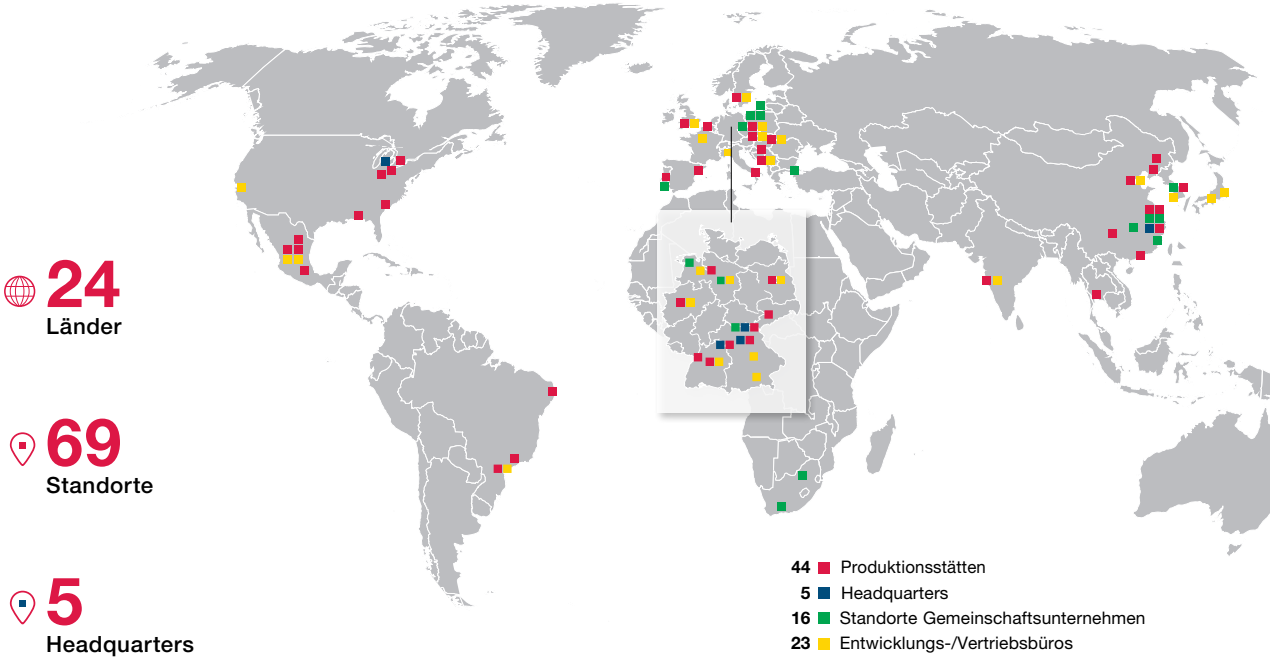 24
Länder
69
Standorte
5
Headquarters
44 Produktionsstätten
5 Headquarters
16 Standorte Gemeinschaftsunternehmen
23 Entwicklungs-/Vertriebsbüros